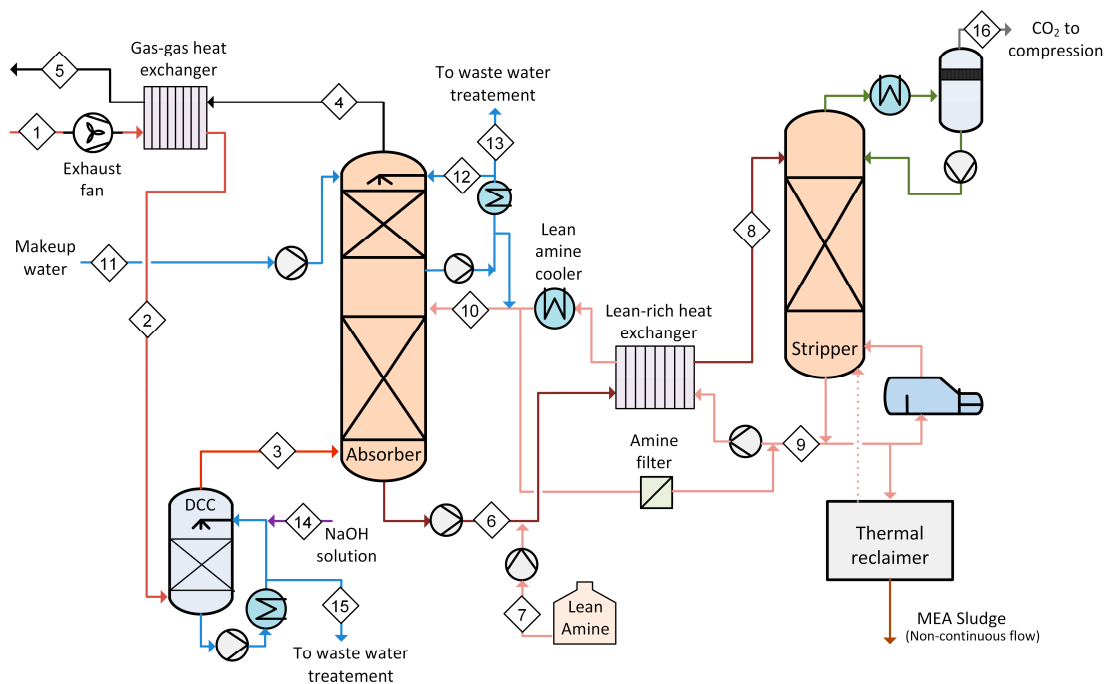 16
CO2 to
compression
Gas-gas heat
exchanger
5
4
To waste water
treatement
1
13
Exhaust
fan
12
Lean
amine
cooler
8
Makeup
water
11
2
10
Lean-rich heat
exchanger
Stripper
9
Amine
filter
3
Absorber
DCC
14
NaOH
solution
6
Thermal
reclaimer
15
7
Lean
Amine
To waste water
treatement
MEA Sludge
(Non-continuous flow)